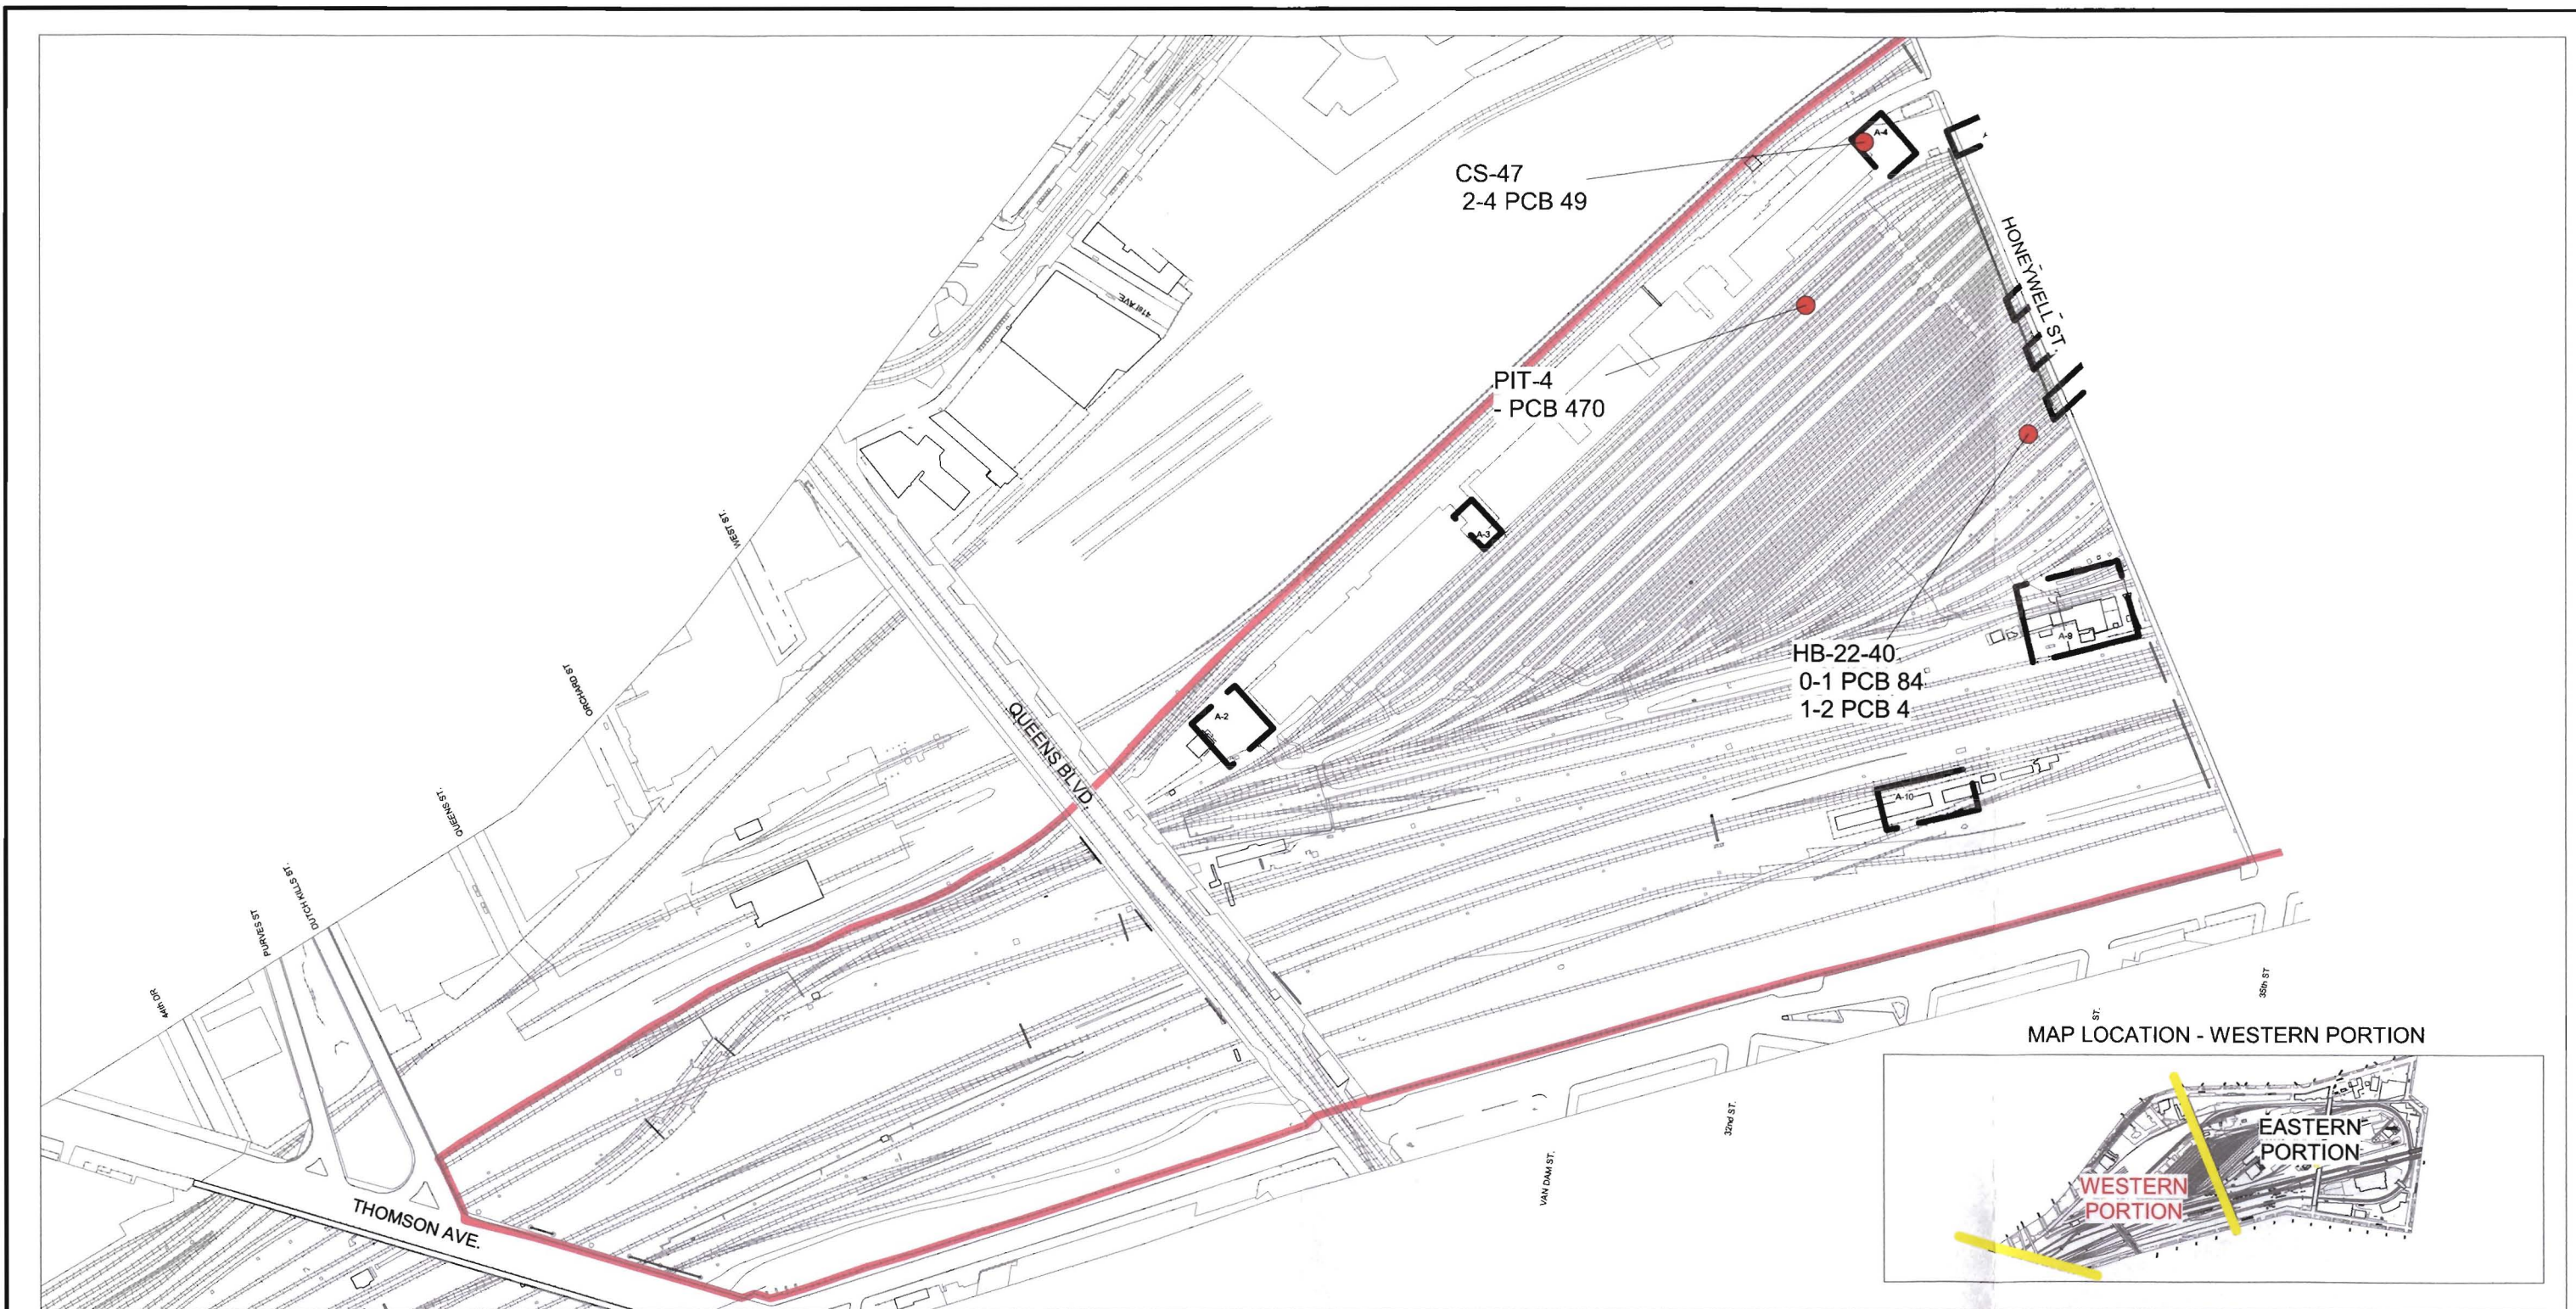 CS-47
2-4 PCB 49
A-4
HONEYWELL ST.
41st AVE.
PIT-4
- PCB 470
WEST ST.
A-3
ORCHARD ST
A-9
HB-22-40
0-1 PCB 84
1-2 PCB 4
A-2
QUEENS BLVD.
QUEENS ST.
A-10
DUTCH KILLS ST.
PURVES ST
44th DR
35th ST
ST.
MAP LOCATION - WESTERN PORTION
32nd ST.
VAN DAM ST.
THOMSON AVE.
EASTERN
PORTION
WESTERN
PORTION